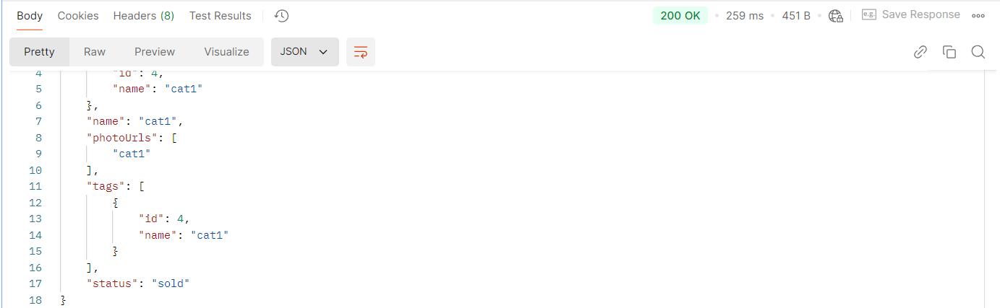 Body Cookies Headers (8) Test Results 200 OK 259 ms 451 B e.g. Save Response
Pretty Raw Preview Visualize JSON
4 "id": 4,
5 "name": "cat1"
6 },
7 "name": "cat1",
8 "photoUrls": [
9 "cat1"
10 ],
11 "tags": [
12 {
13 "id": 4,
14 "name": "cat1"
15 }
16 ],
17 "status": "sold"
18 }